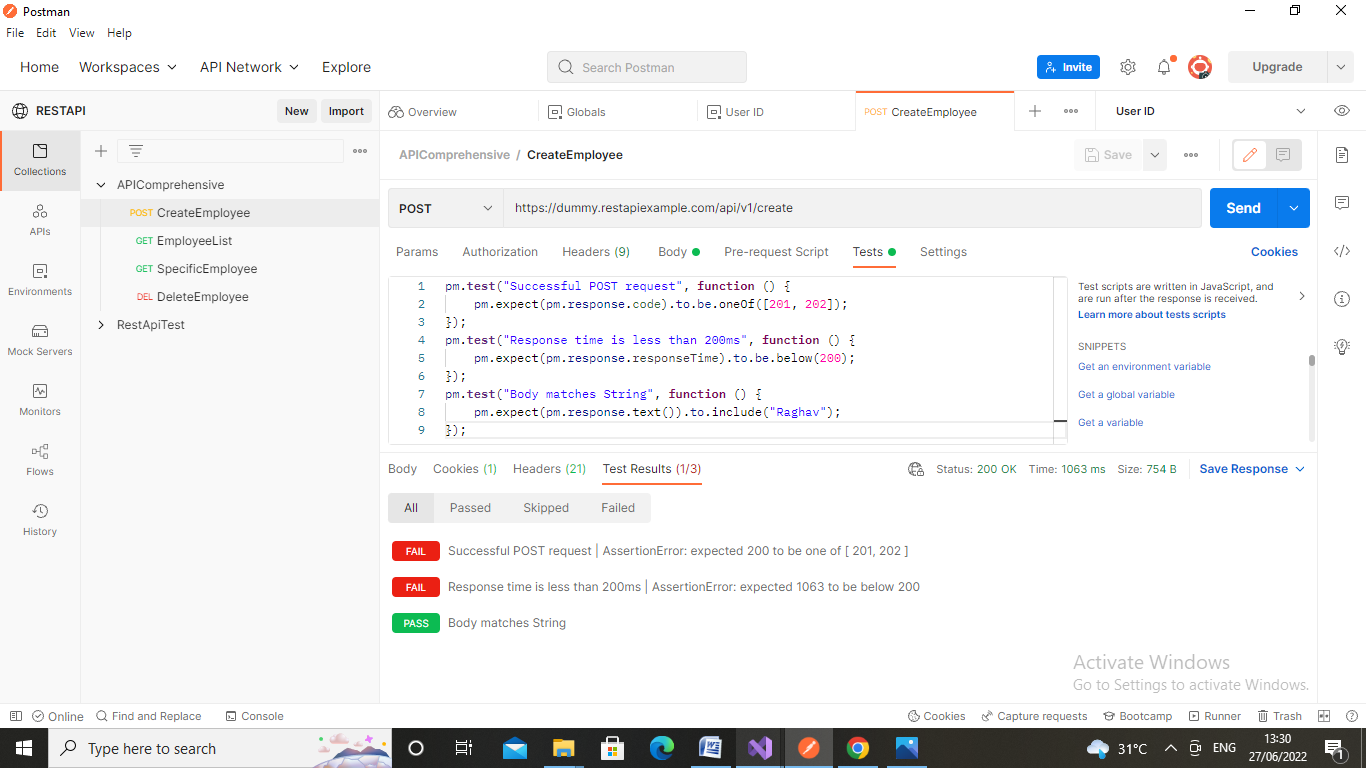 Postman
File Edit View Help
Home Workspaces API Network Explore Search Postman Invite Upgrade
RESTAPI New Import Overview Globals User ID POST CreateEmployee User ID
Collections
APIs
Environments
Mock Servers
Monitors
Flows
History
APIComprehensive
POST CreateEmployee
GET EmployeeList
GET SpecificEmployee
DEL DeleteEmployee
RestApiTest
APIComprehensive / CreateEmployee Save
POST https://dummy.restapiexample.com/api/v1/create Send
Params Authorization Headers (9) Body Pre-request Script Tests Settings Cookies
1 pm.test("Successful POST request", function () {
2 pm.expect(pm.response.code).to.be.oneOf([201, 202]);
3 });
4 pm.test("Response time is less than 200ms", function () {
5 pm.expect(pm.response.responseTime).to.be.below(200);
6 });
7 pm.test("Body matches String", function () {
8 pm.expect(pm.response.text()).to.include("Raghav");
9 });
Test scripts are written in JavaScript, and
are run after the response is received.
Learn more about tests scripts
SNIPPETS
Get an environment variable
Get a global variable
Get a variable
Body Cookies (1) Headers (21) Test Results (1/3) Status: 200 OK Time: 1063 ms Size: 754 B Save Response
All Passed Skipped Failed
FAIL Successful POST request | AssertionError: expected 200 to be one of [ 201, 202 ]
FAIL Response time is less than 200ms | AssertionError: expected 1063 to be below 200
PASS Body matches String
Activate Windows
Go to Settings to activate Windows.
Online Find and Replace Console Cookies Capture requests Bootcamp Runner Trash
Type here to search 31°C ENG 13:30
27/06/2022 1